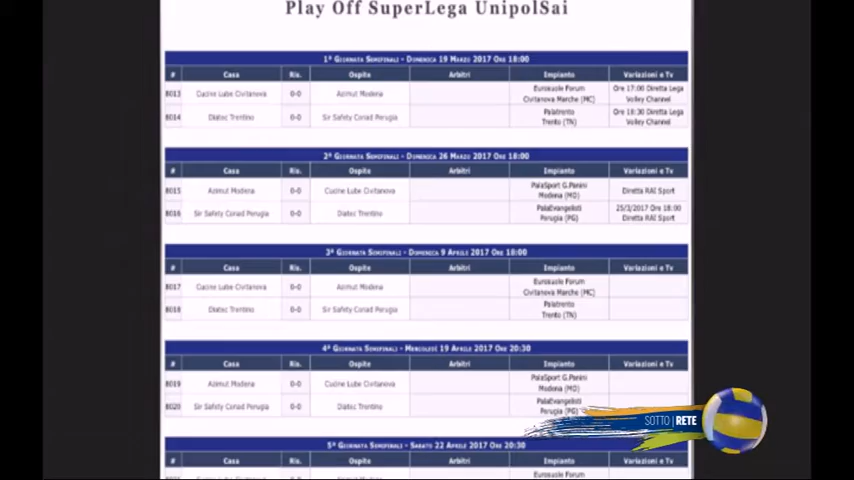 Play Off SuperLega UnipolSai
1ª Giornata Semifinali - Domenica 19 Marzo 2017 Ore 18:00
# Casa Ris. Ospite Arbitri Impianto Variazioni e Tv
8013 Cucine Lube Civitanova 0-0 Azimut Modena Eurosuole Forum Civitanova Marche (MC) Ore 17:00 Diretta Lega Volley Channel
8014 Diatec Trentino 0-0 Sir Safety Conad Perugia Palatrento Trento (TN) Ore 18:30 Diretta Lega Volley Channel
2ª Giornata Semifinali - Domenica 26 Marzo 2017 Ore 18:00
# Casa Ris. Ospite Arbitri Impianto Variazioni e Tv
8015 Azimut Modena 0-0 Cucine Lube Civitanova PalaSport G.Panini Modena (MO) Diretta RAI Sport
8016 Sir Safety Conad Perugia 0-0 Diatec Trentino PalaEvangelisti Perugia (PG) 25/3/2017 Ore 18:00 Diretta RAI Sport
3ª Giornata Semifinali - Domenica 9 Aprile 2017 Ore 18:00
# Casa Ris. Ospite Arbitri Impianto Variazioni e Tv
8017 Cucine Lube Civitanova 0-0 Azimut Modena Eurosuole Forum Civitanova Marche (MC)
8018 Diatec Trentino 0-0 Sir Safety Conad Perugia Palatrento Trento (TN)
4ª Giornata Semifinali - Mercoledì 19 Aprile 2017 Ore 20:30
# Casa Ris. Ospite Arbitri Impianto Variazioni e Tv
8019 Azimut Modena 0-0 Cucine Lube Civitanova PalaSport G.Panini Modena (MO)
8020 Sir Safety Conad Perugia 0-0 Diatec Trentino PalaEvangelisti Perugia (PG)
SOTTO|RETE
5ª Giornata Semifinali - Sabato 22 Aprile 2017 Ore 20:30
# Casa Ris. Ospite Arbitri Impianto Variazioni e Tv
Eurosuole Forum